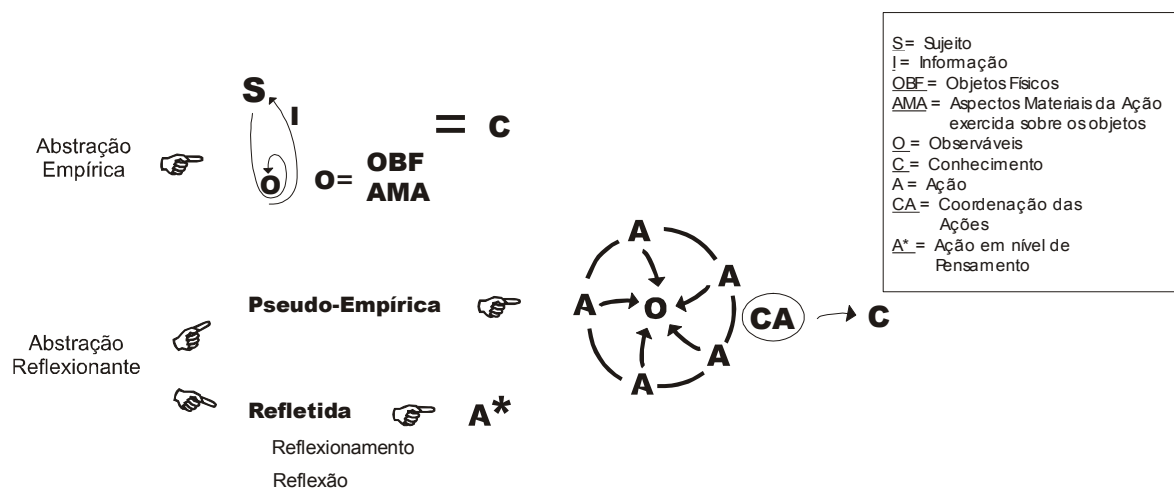 S= Sujeito
I= Informação
OBF= Objetos Físicos
AMA= Aspectos Materiais da Ação
exercida sobre os objetos
O= Observáveis
C= Conhecimento
A= Ação
CA= Coordenação das
Ações
A*= Ação em nível de
Pensamento
Abstração
Empírica
S
I
O
O=
OBF
AMA
= C
Abstração
Reflexionante
Pseudo-Empírica
A
A
A
A
A
O
CA
C
Refletida
A*
Reflexionamento
Reflexão